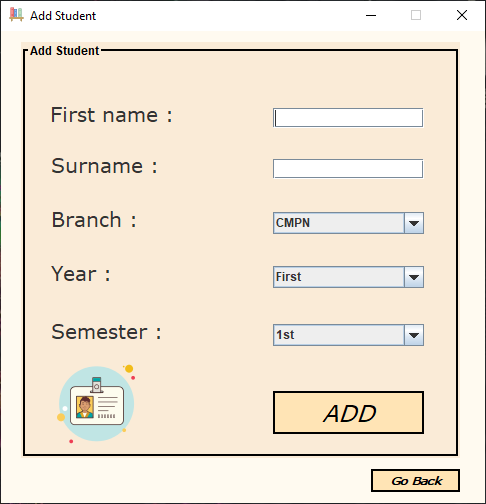 Add Student
Add Student
First name :
Surname :
Branch :
CMPN
Year :
First
Semester :
1st
ADD
Go Back